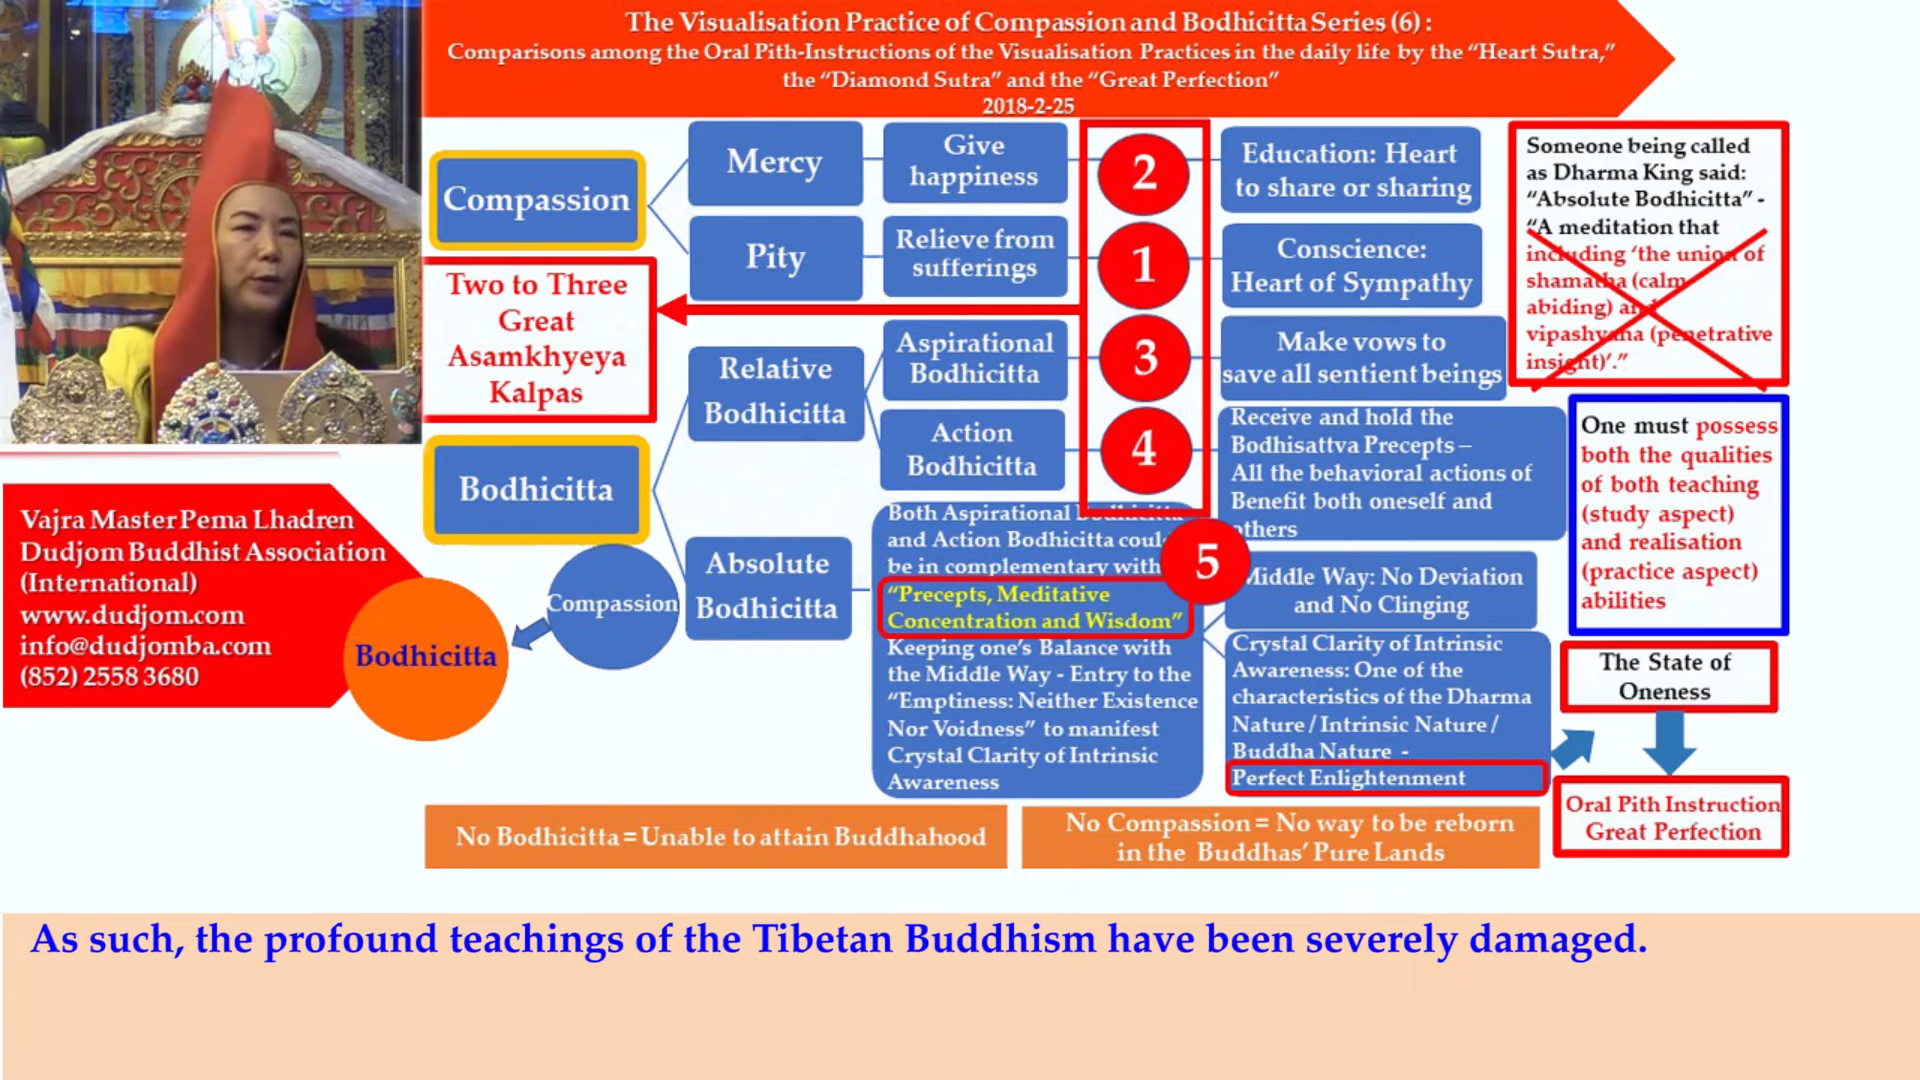 The Visualisation Practice of Compassion and Bodhicitta Series (6) :
Comparisons among the Oral Pith-Instructions of the Visualisation Practices in the daily life by the “Heart Sutra,”
the “Diamond Sutra” and the “Great Perfection”
2018-2-25
Compassion
Mercy
Give
happiness
2
Education: Heart
to share or sharing
Pity
Relieve from
sufferings
1
Conscience:
Heart of Sympathy
Someone being called
as Dharma King said:
“Absolute Bodhicitta” -
“A meditation that
including ‘the union of
shamatha (calm
abiding) and
vipashyana (penetrative
insight)’.”
Two to Three
Great
Asamkhyeya
Kalpas
Bodhicitta
Relative
Bodhicitta
Aspirational
Bodhicitta
3
Make vows to
save all sentient beings
Action
Bodhicitta
4
Receive and hold the
Bodhisattva Precepts –
All the behavioral actions of
Benefit both oneself and
others
One must possess
both the qualities
of both teaching
(study aspect)
and realisation
(practice aspect)
abilities
Absolute
Bodhicitta
Both Aspirational Bodhicitta
and Action Bodhicitta could
be in complementary with
“Precepts, Meditative
Concentration and Wisdom”
Keeping one’s Balance with
the Middle Way - Entry to the
“Emptiness: Neither Existence
Nor Voidness” to manifest
Crystal Clarity of Intrinsic
Awareness
5
Middle Way: No Deviation
and No Clinging
Crystal Clarity of Intrinsic
Awareness: One of the
characteristics of the Dharma
Nature / Intrinsic Nature /
Buddha Nature -
Perfect Enlightenment
The State of
Oneness
Oral Pith Instruction
Great Perfection
Compassion
Bodhicitta
Vajra Master Pema Lhadren
Dudjom Buddhist Association
(International)
www.dudjom.com
info@dudjomba.com
(852) 2558 3680
No Bodhicitta = Unable to attain Buddhahood
No Compassion = No way to be reborn
in the Buddhas’ Pure Lands
As such, the profound teachings of the Tibetan Buddhism have been severely damaged.